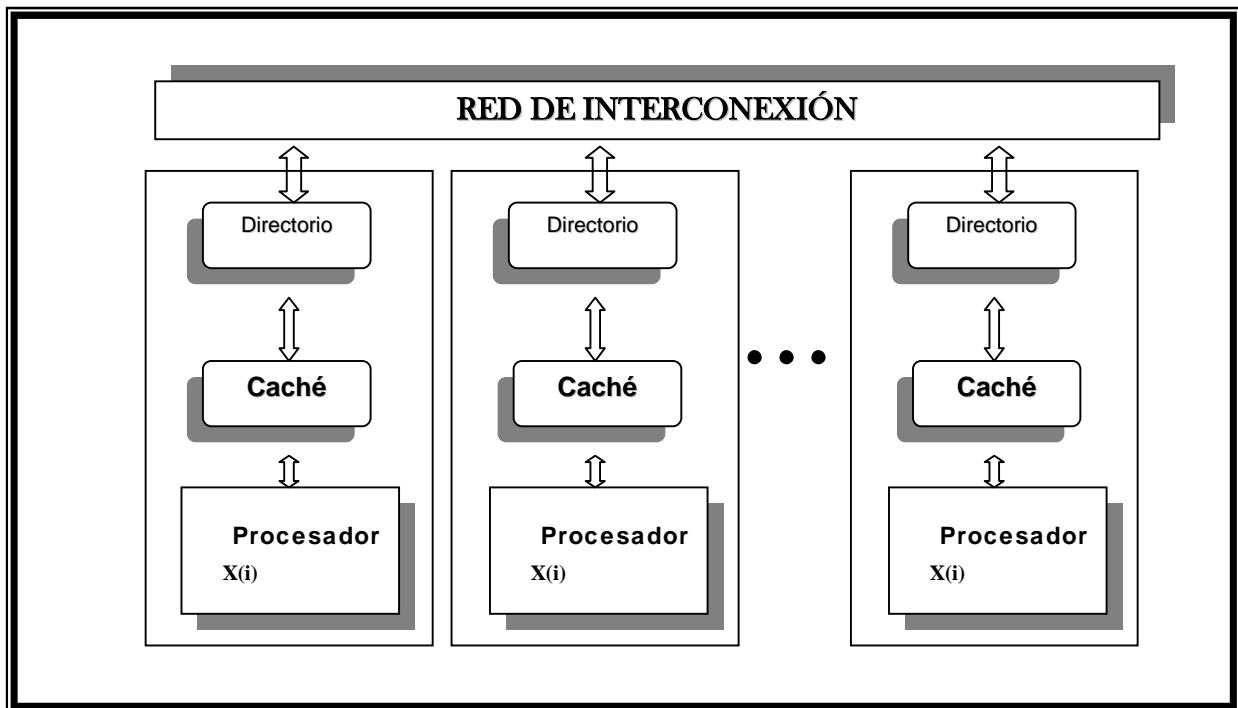 RED DE INTERCONEXIÓN
Directorio
Directorio
Directorio
Caché
Caché
Caché
Procesador
X(i)
Procesador
X(i)
Procesador
X(i)